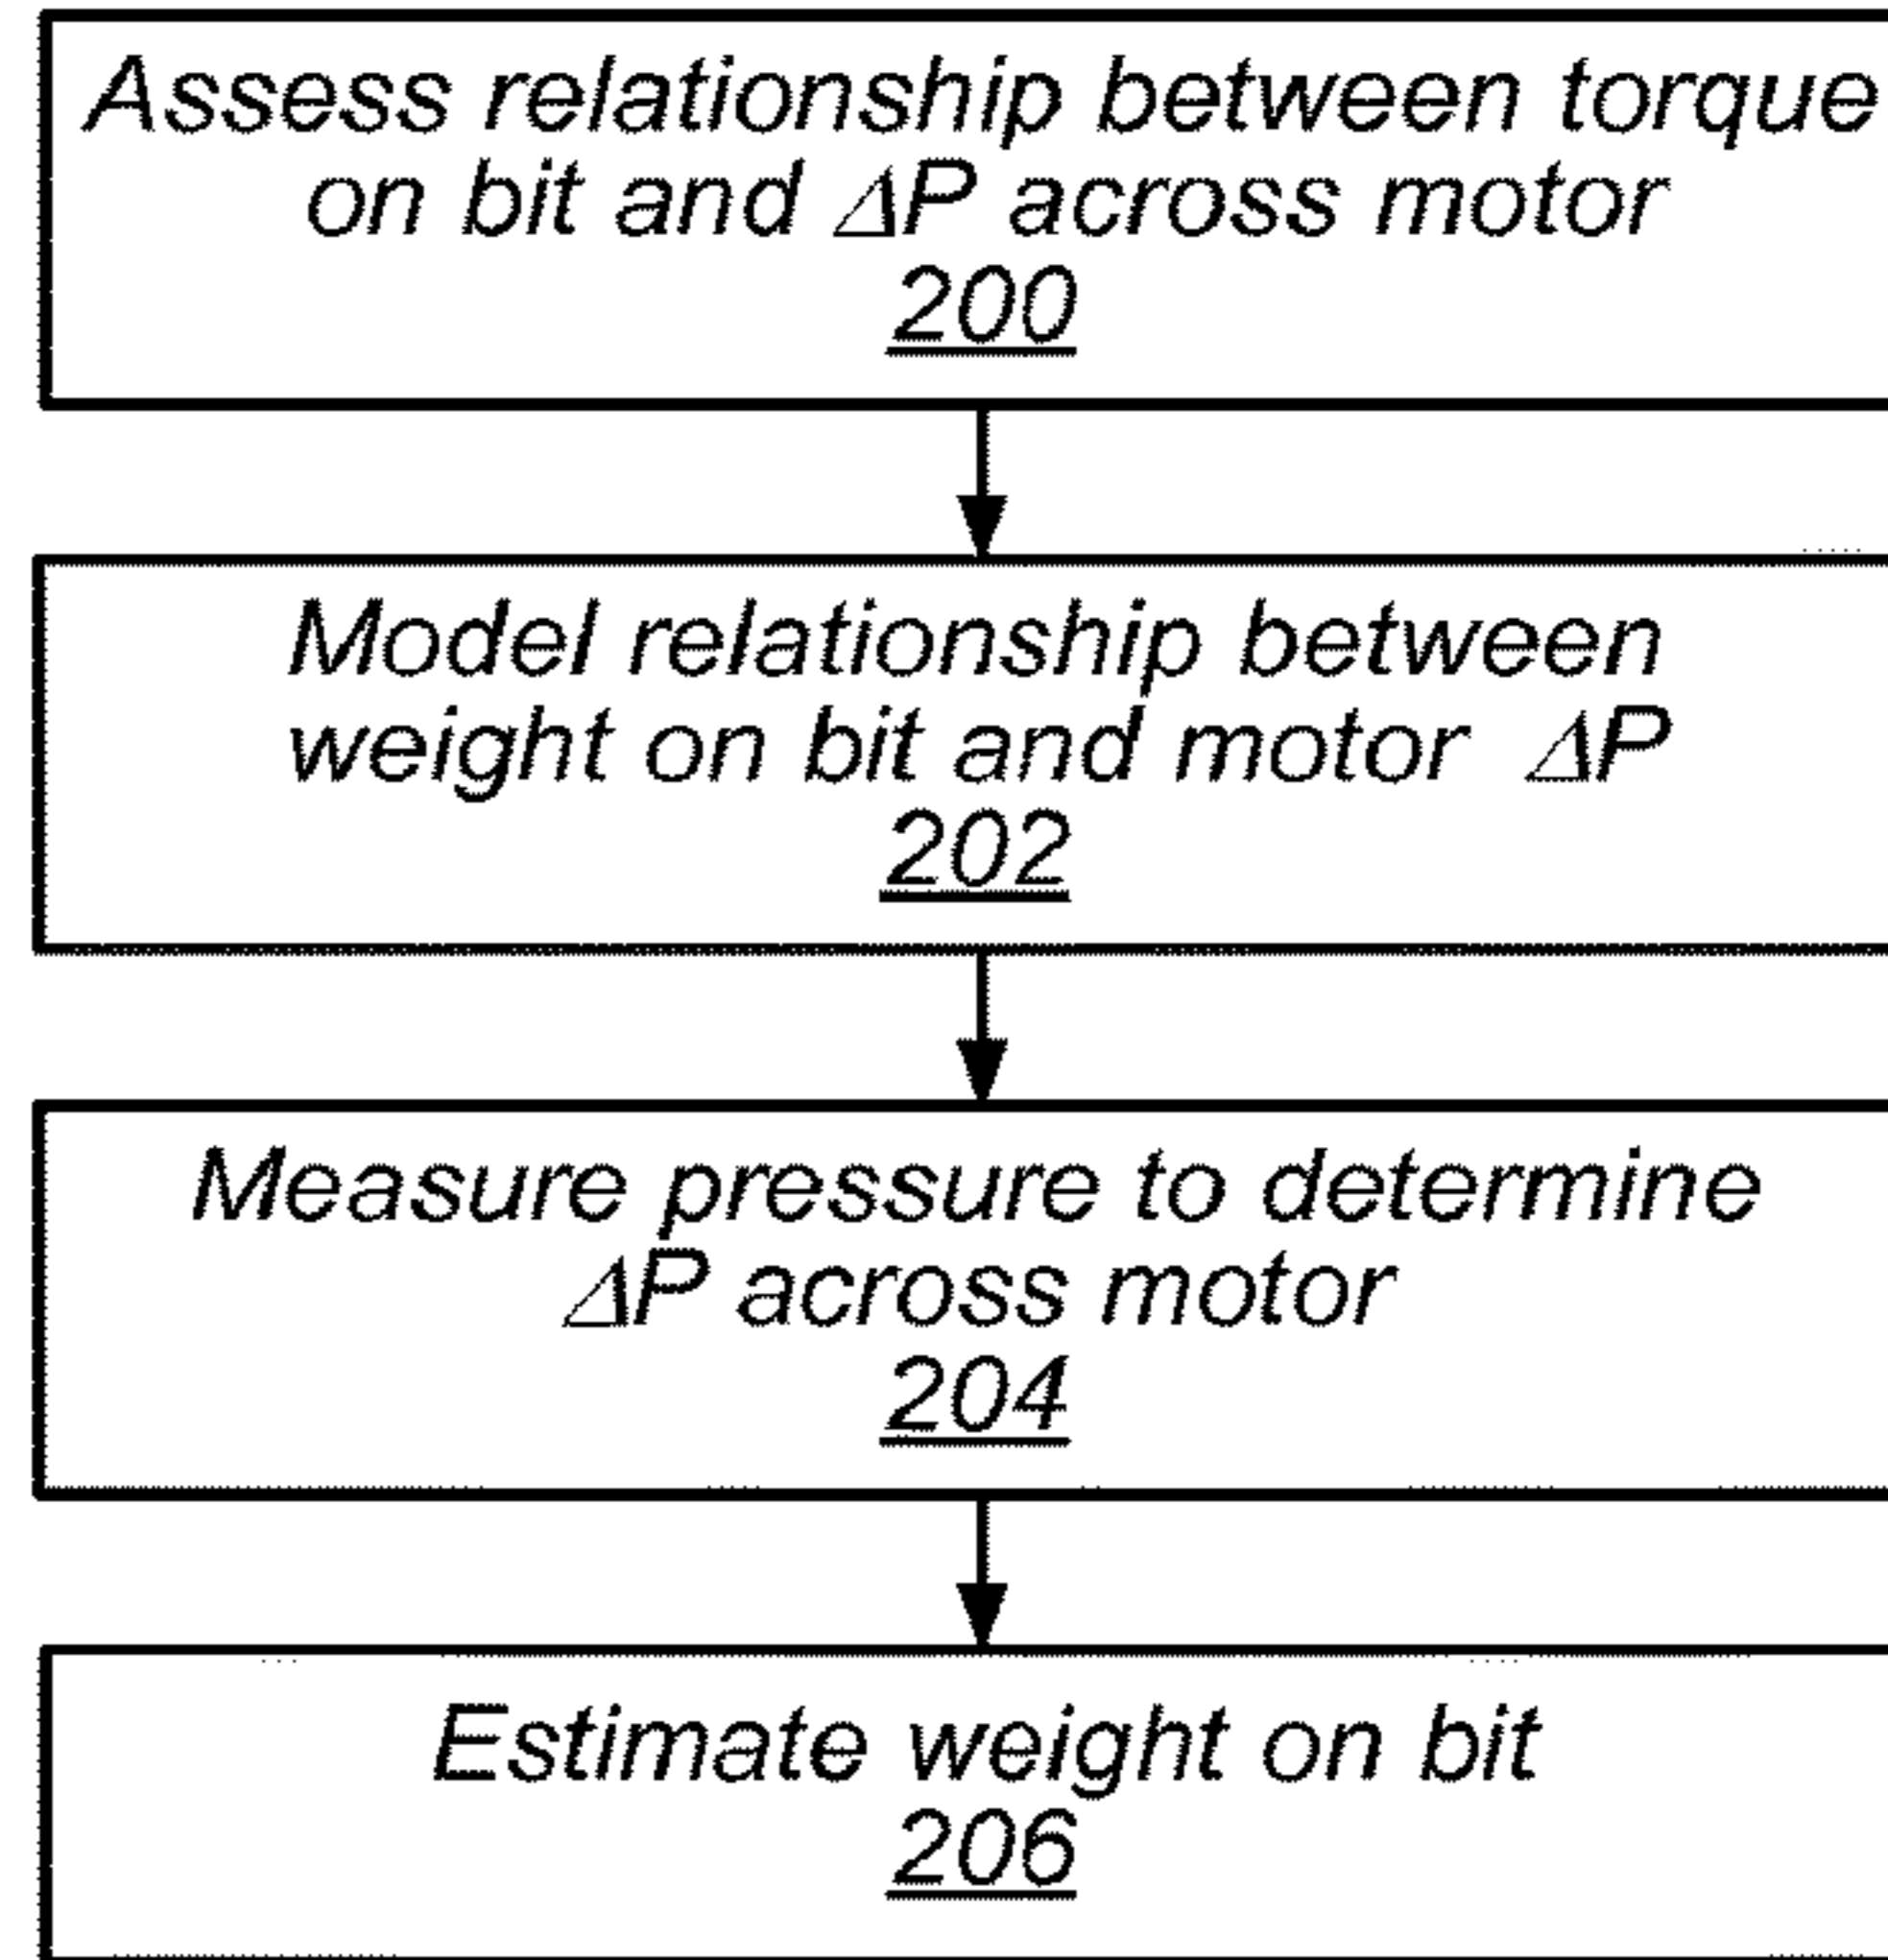 Assess relationship between torque
on bit and ΔP across motor
200
Model relationship between
weight on bit and motor ΔP
202
Measure pressure to determine
ΔP across motor
204
Estimate weight on bit
206